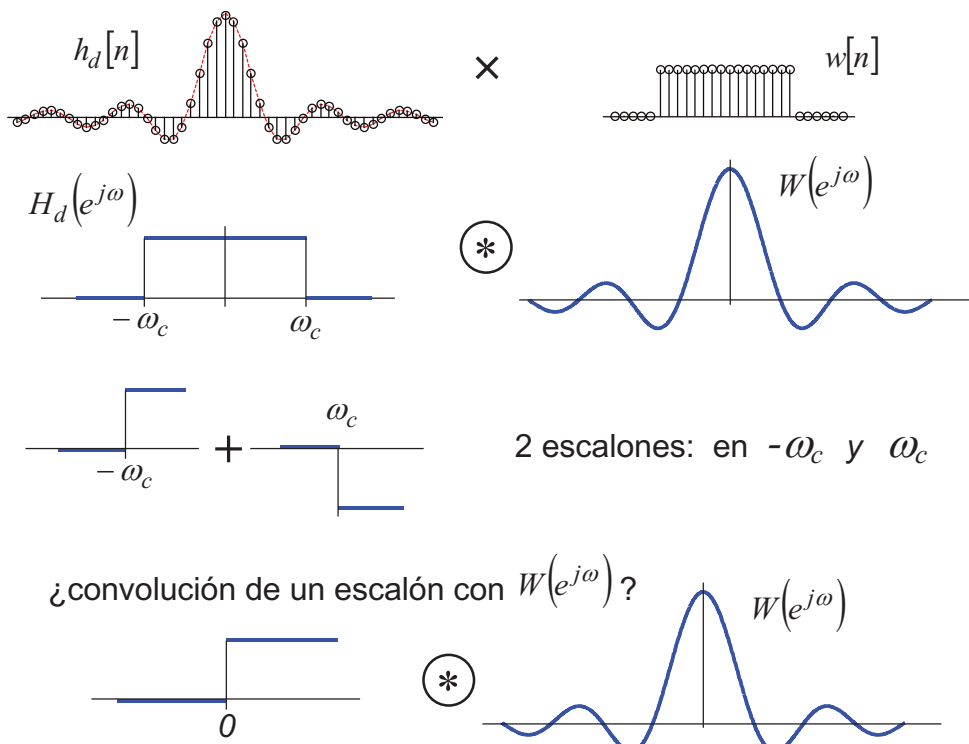 h_d[n] × w[n]
H_d(e^{jω}) ⊛ W(e^{jω})
-ω_c ω_c
ω_c
-ω_c +
2 escalones: en -ω_c y ω_c
¿convolución de un escalón con W(e^{jω}) ?
W(e^{jω})
⊛
0